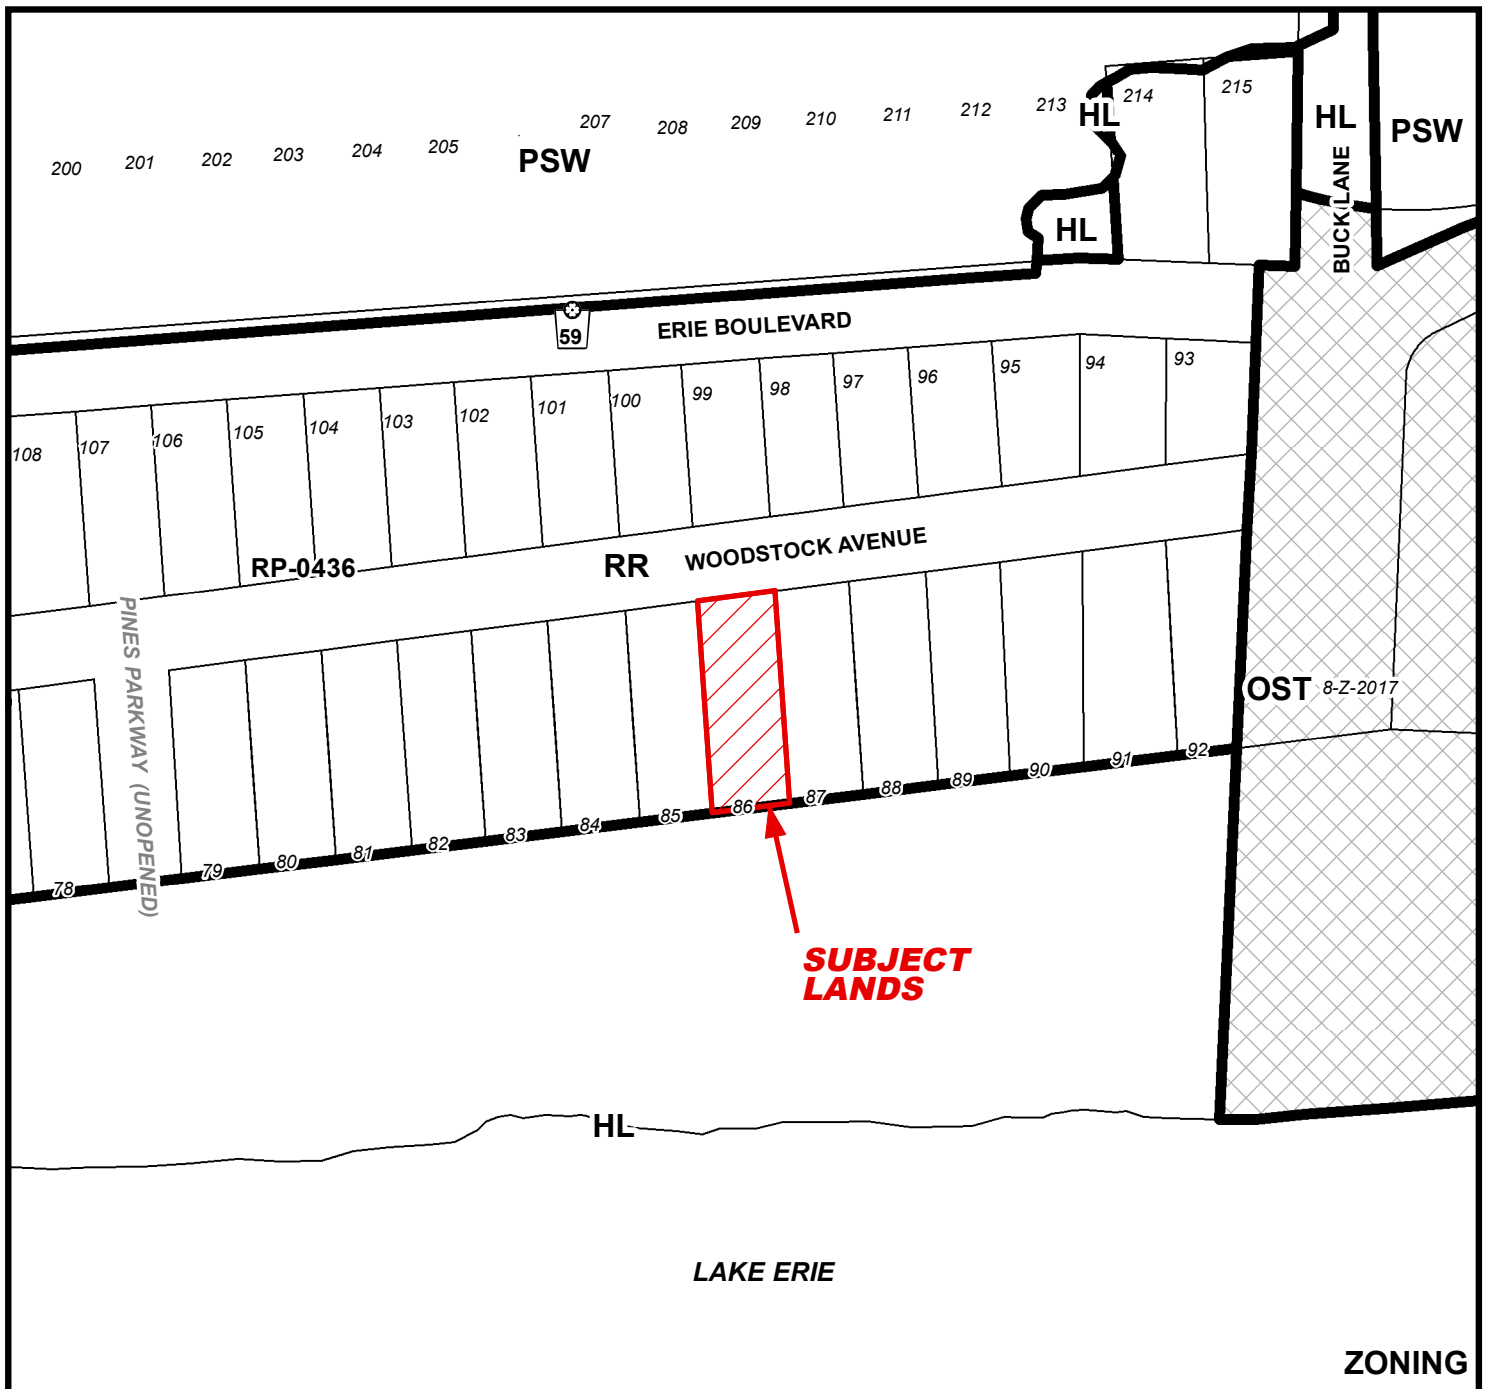 200 201 202 203 204 205 207 208 209 210 211 212 213 214 215
PSW
HL
HL
HL
PSW
BUCK LANE
59
ERIE BOULEVARD
108 107 106 105 104 103 102 101 100 99 98 97 96 95 94 93
RP-0436
RR
WOODSTOCK AVENUE
PINES PARKWAY (UNOPENED)
OST
8-Z-2017
78 79 80 81 82 83 84 85 86 87 88 89 90 91 92
SUBJECT
LANDS
HL
LAKE ERIE
ZONING